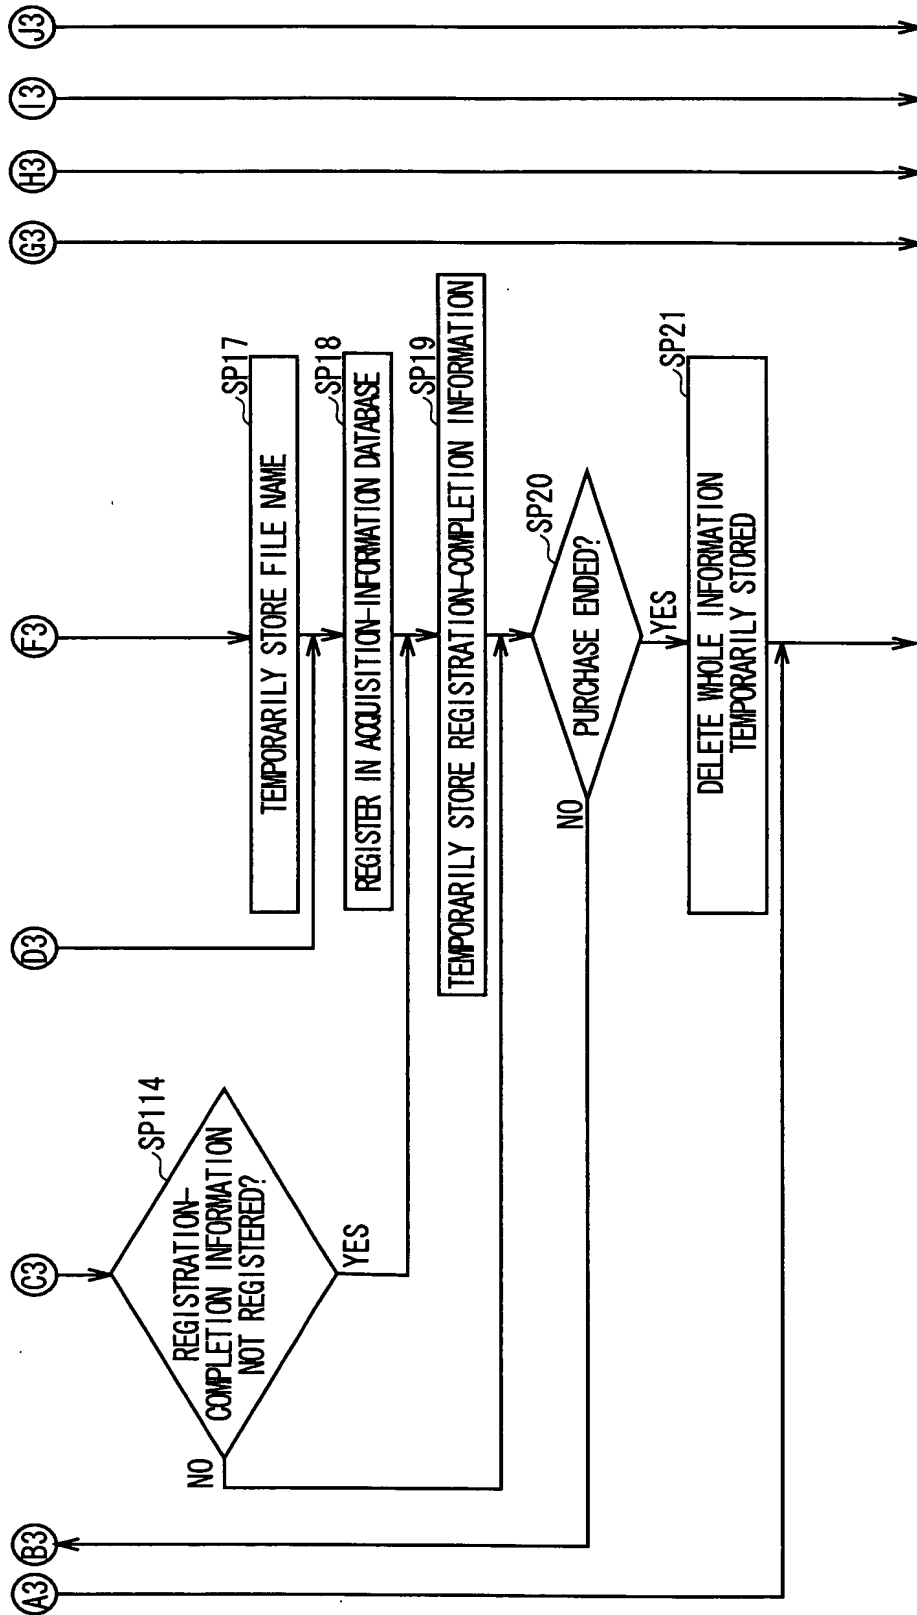 A3
B3
C3
D3
F3
G3
H3
I3
J3
SP114
REGISTRATION-
COMPLETION INFORMATION
NOT REGISTERED?
NO
YES
SP17
TEMPORARILY STORE FILE NAME
SP18
REGISTER IN ACQUISITION-INFORMATION DATABASE
SP19
TEMPORARILY STORE REGISTRATION-COMPLETION INFORMATION
SP20
PURCHASE ENDED?
NO
YES
SP21
DELETE WHOLE INFORMATION
TEMPORARILY STORED